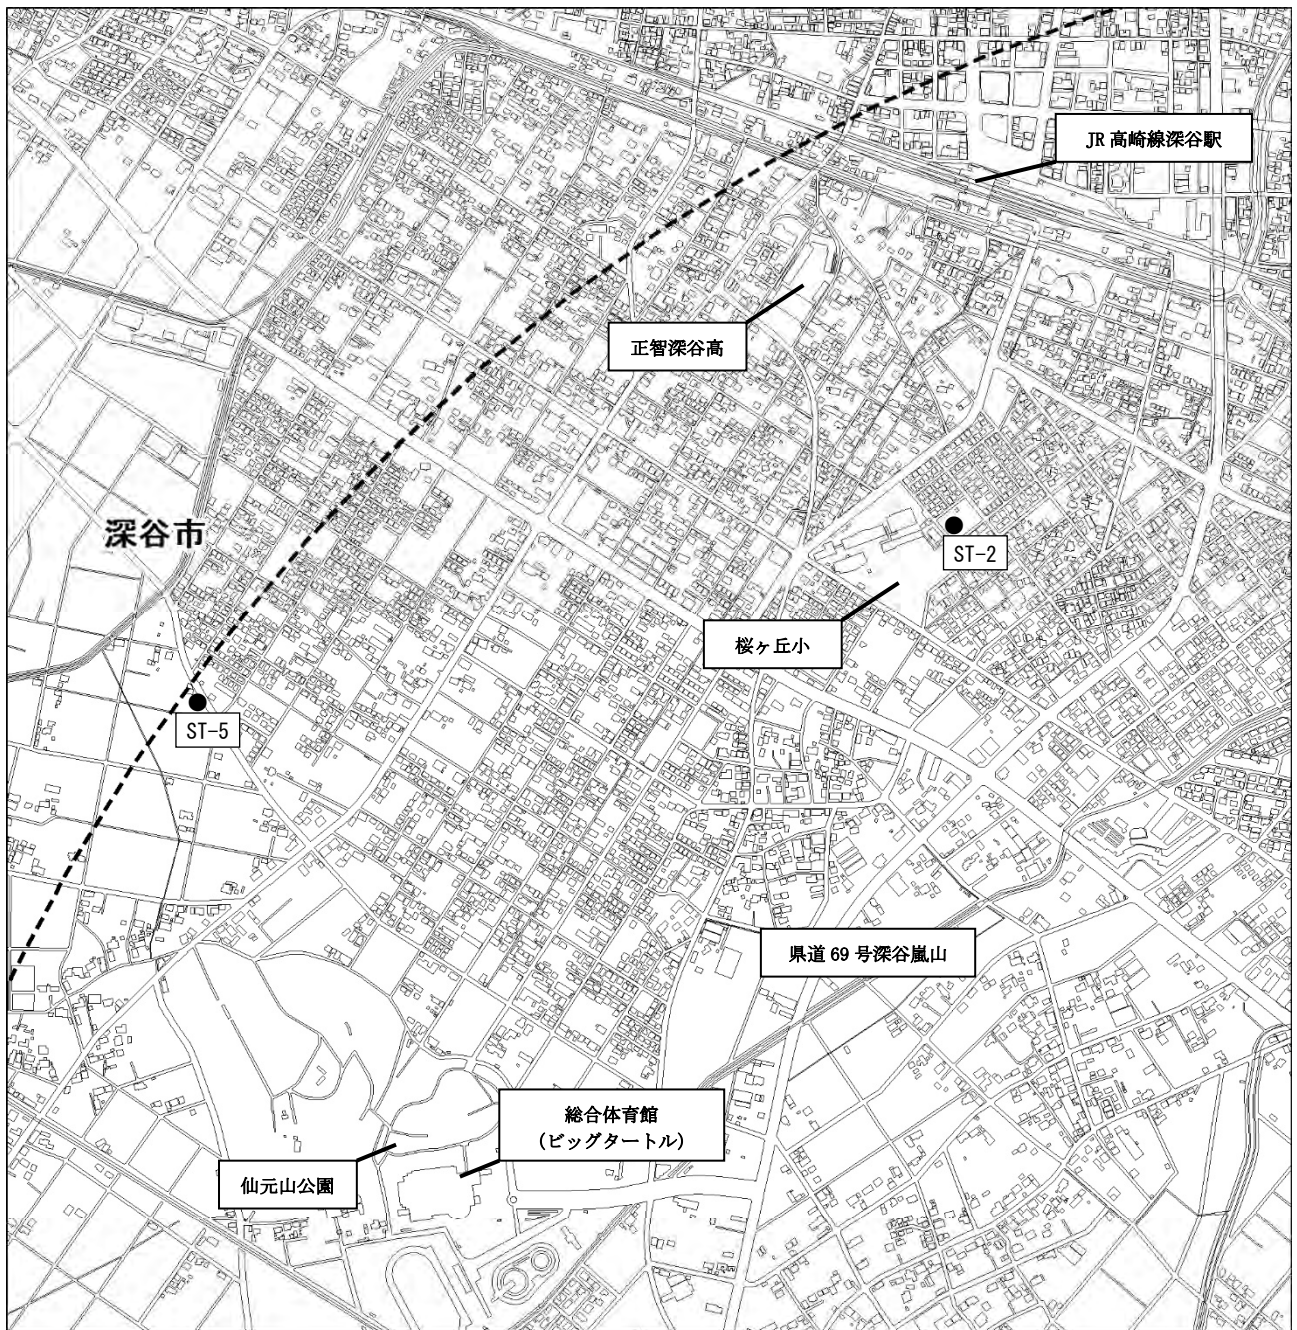 JR 高崎線深谷駅
正智深谷高
深谷市
ST-2
桜ヶ丘小
ST-5
県道 69 号深谷嵐山
総合体育館
（ビッグタートル）
仙元山公園